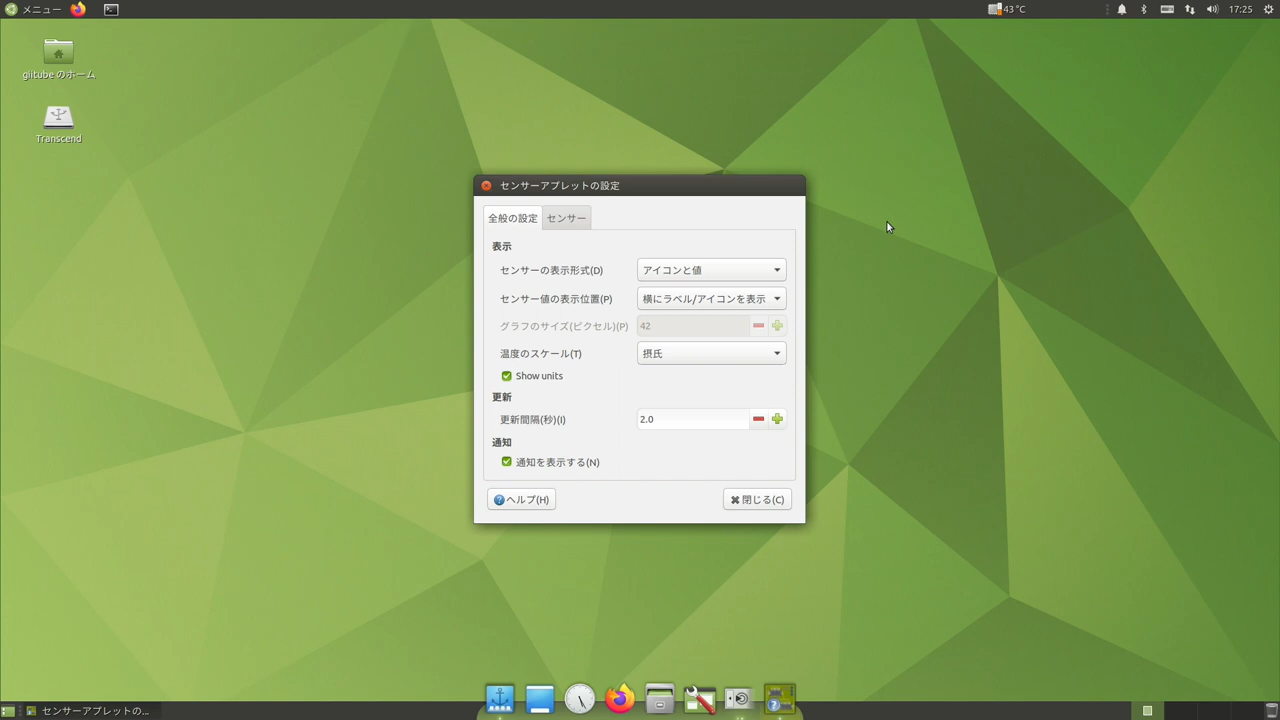 メニュー
43 °C
17:25
glitube のホーム
Transcend
センサーアプレットの設定
全般の設定
センサー
表示
センサーの表示形式(D)
アイコンと値
センサー値の表示位置(P)
横にラベル/アイコンを表示
グラフのサイズ(ピクセル)(P)
42
温度のスケール(T)
摂氏
Show units
更新
更新間隔(秒)(I)
2.0
通知
通知を表示する(N)
ヘルプ(H)
閉じる(C)
センサーアプレットの...